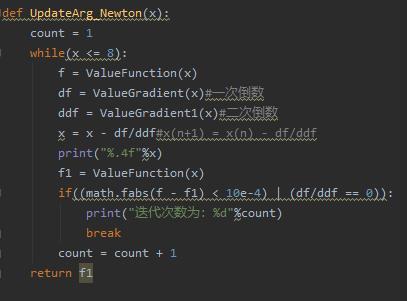 def UpdateArg_Newton(x):
    count = 1
    while(x <= 8):
        f = ValueFunction(x)
        df = ValueGradient(x)#一次倒数
        ddf = ValueGradient1(x)#二次倒数
        x = x - df/ddf#x(n+1) = x(n) - df/ddf
        print("%.4f"%x)
        f1 = ValueFunction(x)
        if((math.fabs(f - f1) < 10e-4) | (df/ddf == 0)):
            print("迭代次数为: %d"%count)
            break
        count = count + 1
    return f1